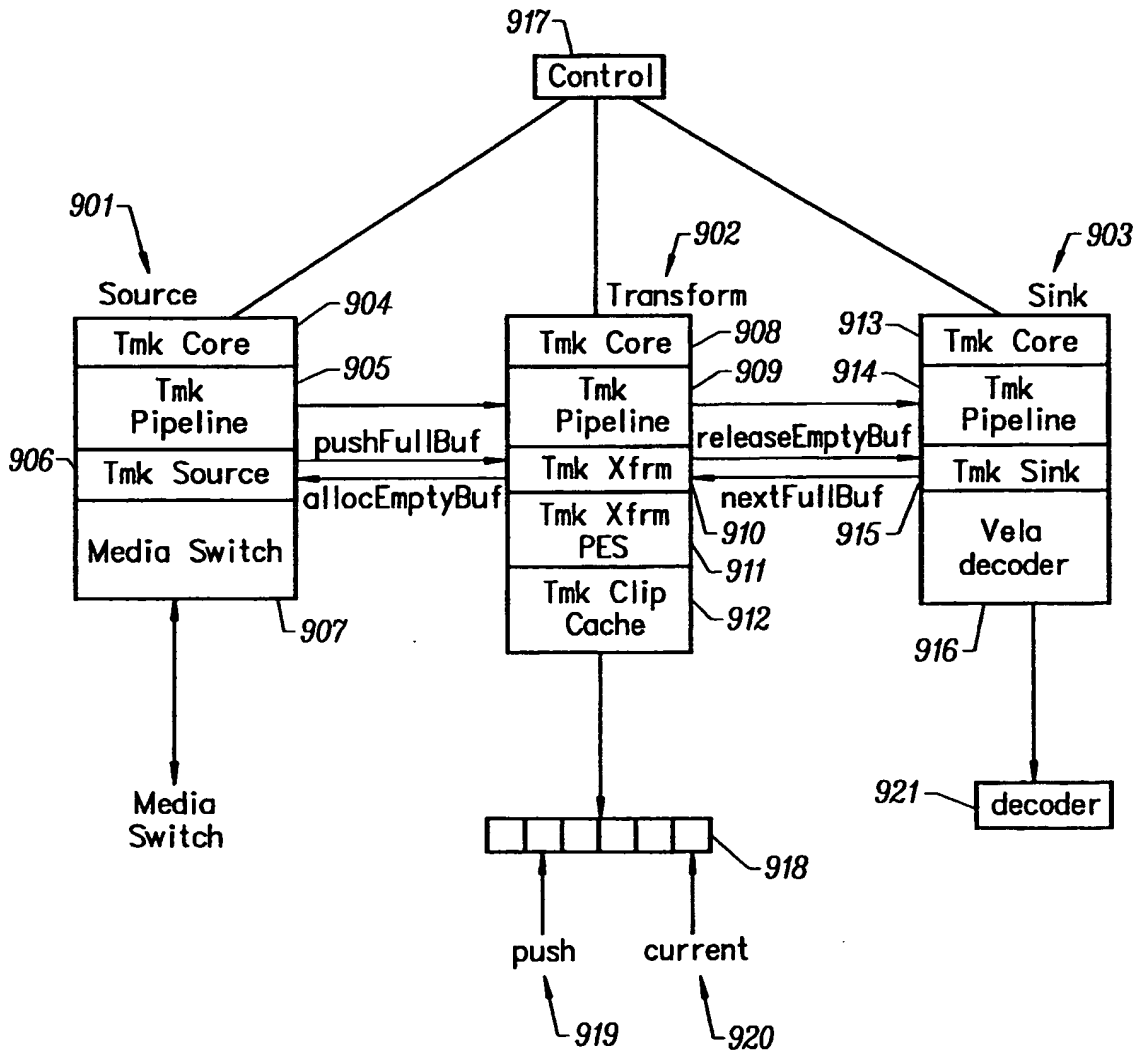 917
Control
901
902
903
Source
Transform
Sink
904
908
913
Tmk Core
Tmk Core
Tmk Core
905
909
914
Tmk
Pipeline
Tmk
Pipeline
Tmk
Pipeline
pushFullBuf
releaseEmptyBuf
906
Tmk Source
Tmk Xfrm
Tmk Sink
allocEmptyBuf
nextFullBuf
910
915
Media Switch
Tmk Xfrm
PES
Vela
decoder
911
Tmk Clip
Cache
912
907
916
Media
Switch
921
decoder
918
push
current
919
920